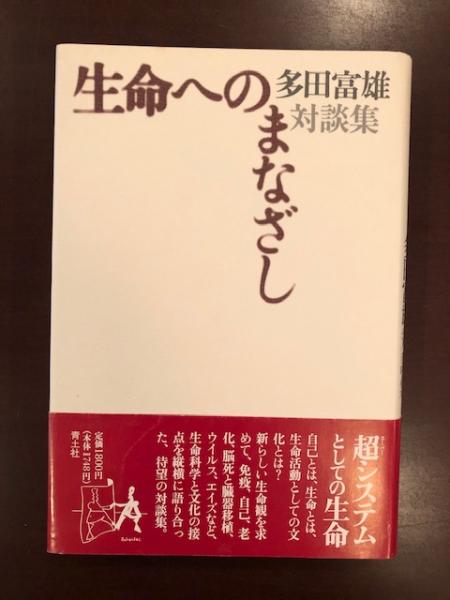 生命へのまなざし
多田富雄
対談集
超システム
としての生命
自己とは、生命とは、
生命活動としての文
化とは?
新らしい生命観を求
めて、免疫、自己、老
化、脳死と臓器移植、
ウイルス、エイズなど、
生命科学と文化の接
点を縦横に語り合っ
た、待望の対談集。
定価1800円
(本体1748円)
青土社